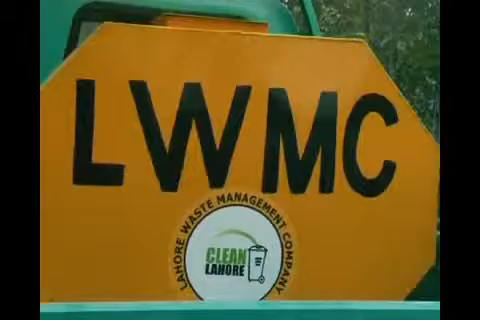 LWMC
LAHORE WASTE MANAGEMENT COMPANY
CLEAN
LAHORE